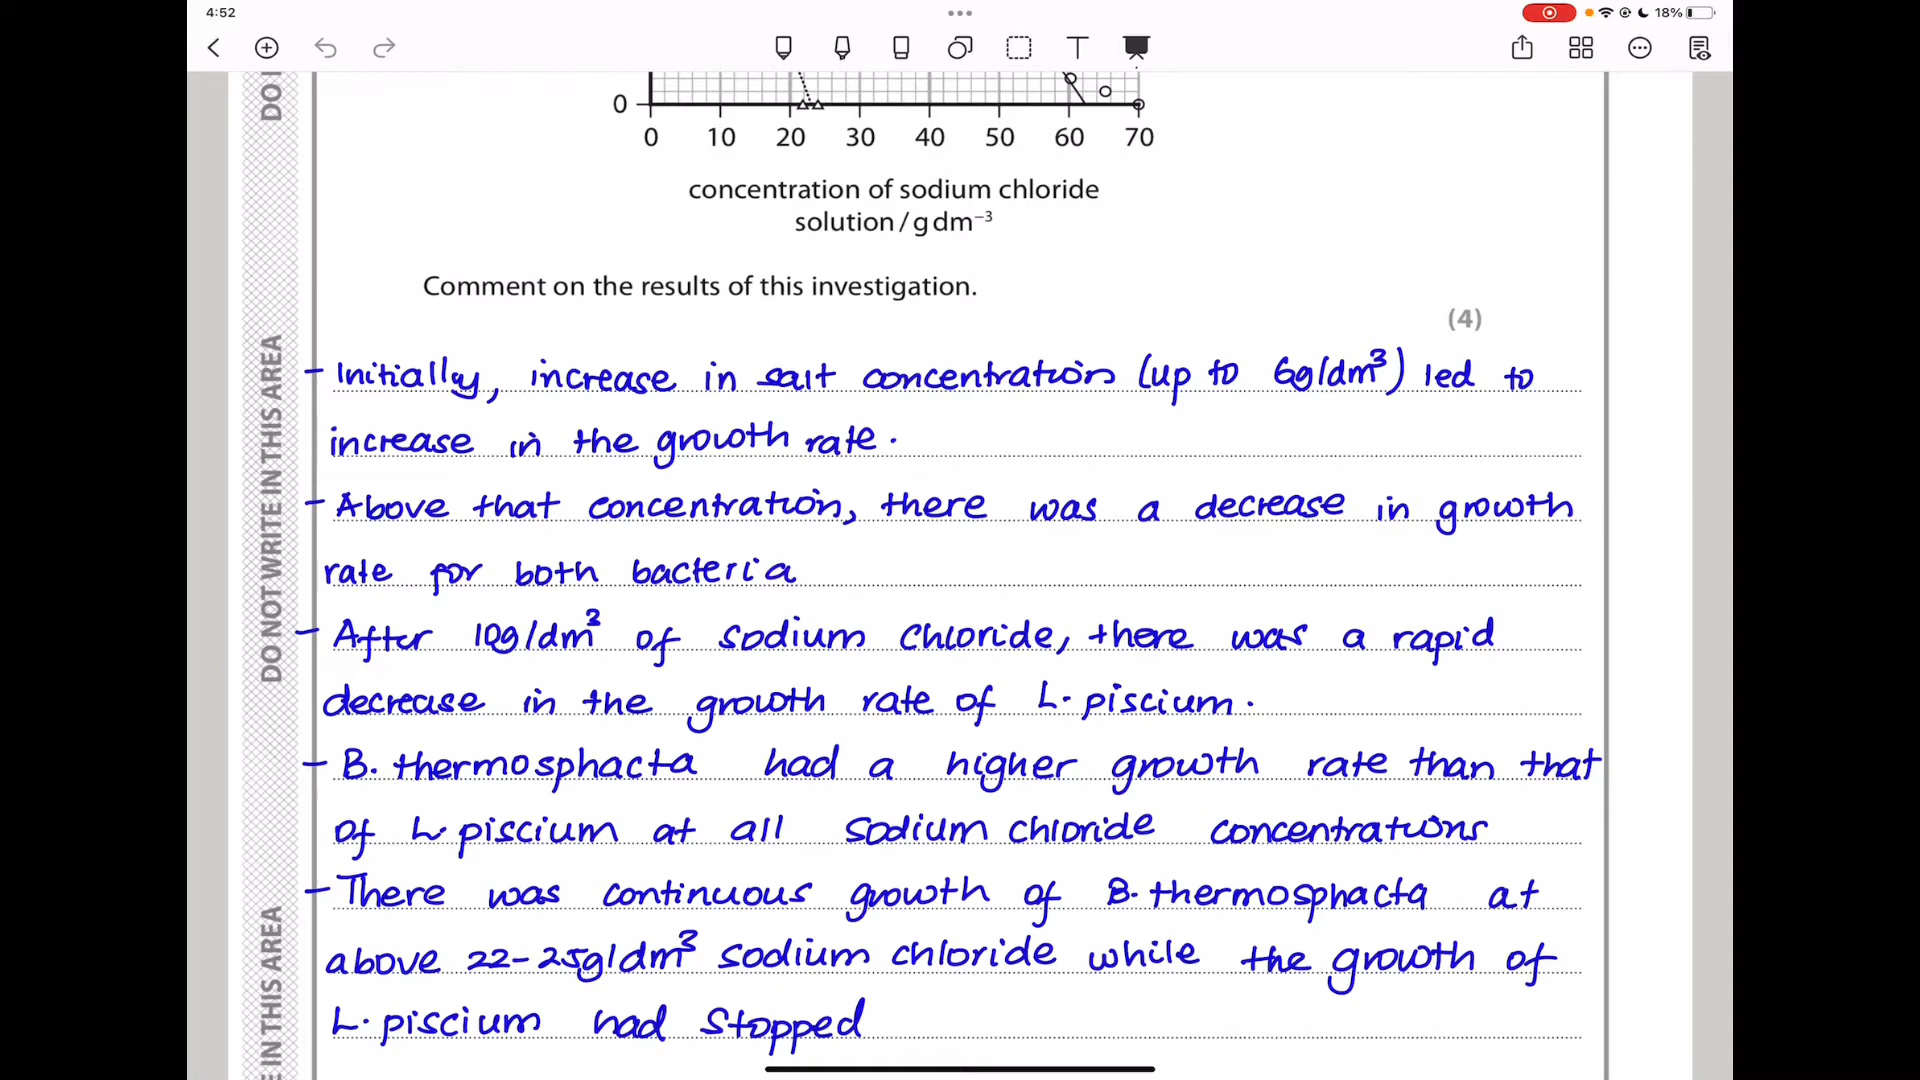 4:52
18%
DO
0
0 10 20 30 40 50 60 70
concentration of sodium chloride
solution / g dm⁻³
Comment on the results of this investigation.
(4)
DO NOT WRITE IN THIS AREA
- Initially, increase in salt concentration (up to 6g/dm³) led to
increase in the growth rate.
- Above that concentration, there was a decrease in growth
rate for both bacteria
- After 10g/dm³ of sodium chloride, there was a rapid
decrease in the growth rate of L. piscium.
- B. thermosphacta had a higher growth rate than that
of L. piscium at all sodium chloride concentrations
- There was continuous growth of B. thermosphacta at
above 22-25g/dm³ sodium chloride while the growth of
L. piscium had stopped
E IN THIS AREA